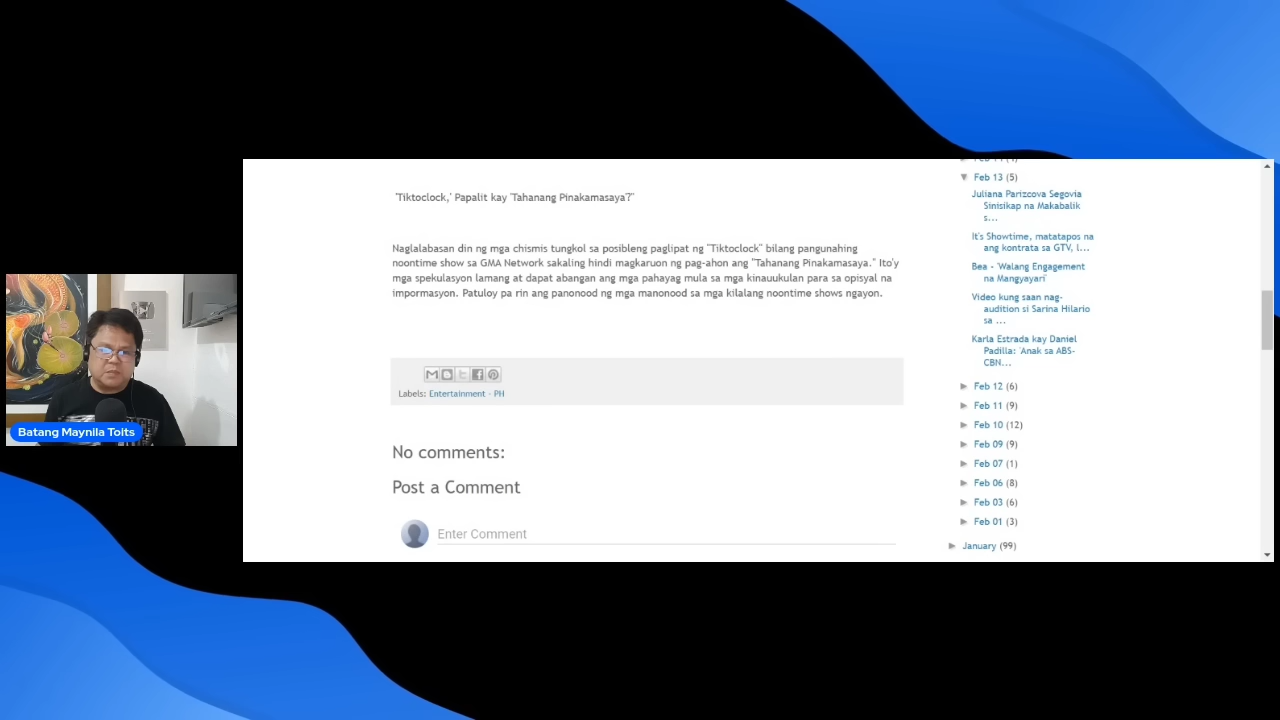 Batang Maynila Toits
'Tiktoclock,' Papalit kay 'Tahanang Pinakamasaya'?"
Naglalabasan din ng mga chismis tungkol sa posibleng paglipat ng "Tiktoclock" bilang pangunahing
noontime show sa GMA Network sakaling hindi magkaruon ng pag-ahon ang "Tahanang Pinakamasaya." Ito'y
mga spekulasyon lamang at dapat abangan ang mga pahayag mula sa mga kinauukulan para sa opisyal na
impormasyon. Patuloy pa rin ang panonood ng mga manonood sa mga kilalang noontime shows ngayon.
Labels: Entertainment - PH
No comments:
Post a Comment
Enter Comment
Feb 13 (5)
Juliana Parizcova Segovia
Sinisikap na Makabalik
s...
It's Showtime, matatapos na
ang kontrata sa GTV, l...
Bea - 'Walang Engagement
na Mangyayari'
Video kung saan nag-
audition si Sarina Hilario
sa ...
Karla Estrada kay Daniel
Padilla: 'Anak sa ABS-
CBN...
Feb 12 (6)
Feb 11 (9)
Feb 10 (12)
Feb 09 (9)
Feb 07 (1)
Feb 06 (8)
Feb 03 (6)
Feb 01 (3)
January (99)